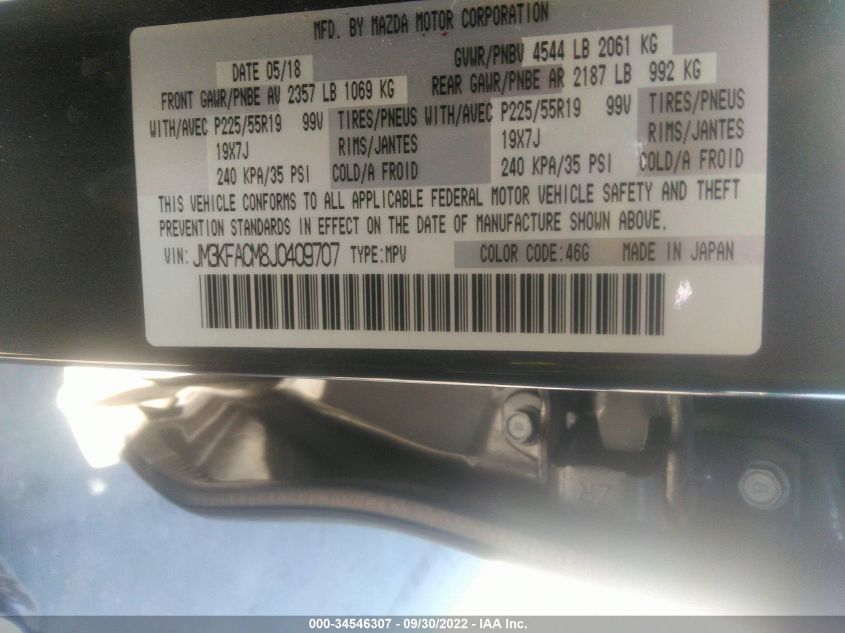 MFD. BY MAZDA MOTOR CORPORATION
DATE 05/18 GVWR/PNBV 4544 LB 2061 KG
FRONT GAWR/PNBE AV 2357 LB 1069 KG REAR GAWR/PNBE AR 2187 LB 992 KG
WITH/AVEC P225/55R19 99V TIRES/PNEUS WITH/AVEC P225/55R19 99V TIRES/PNEUS
19X7J RIMS/JANTES 19X7J RIMS/JANTES
240 KPA/35 PSI COLD/A FROID 240 KPA/35 PSI COLD/A FROID
THIS VEHICLE CONFORMS TO ALL APPLICABLE FEDERAL MOTOR VEHICLE SAFETY AND THEFT
PREVENTION STANDARDS IN EFFECT ON THE DATE OF MANUFACTURE SHOWN ABOVE.
VIN: JM3KFACM8J0409707 TYPE:MPV COLOR CODE:46G MADE IN JAPAN
ZR
8
000-34546307 - 09/30/2022 - IAA Inc.